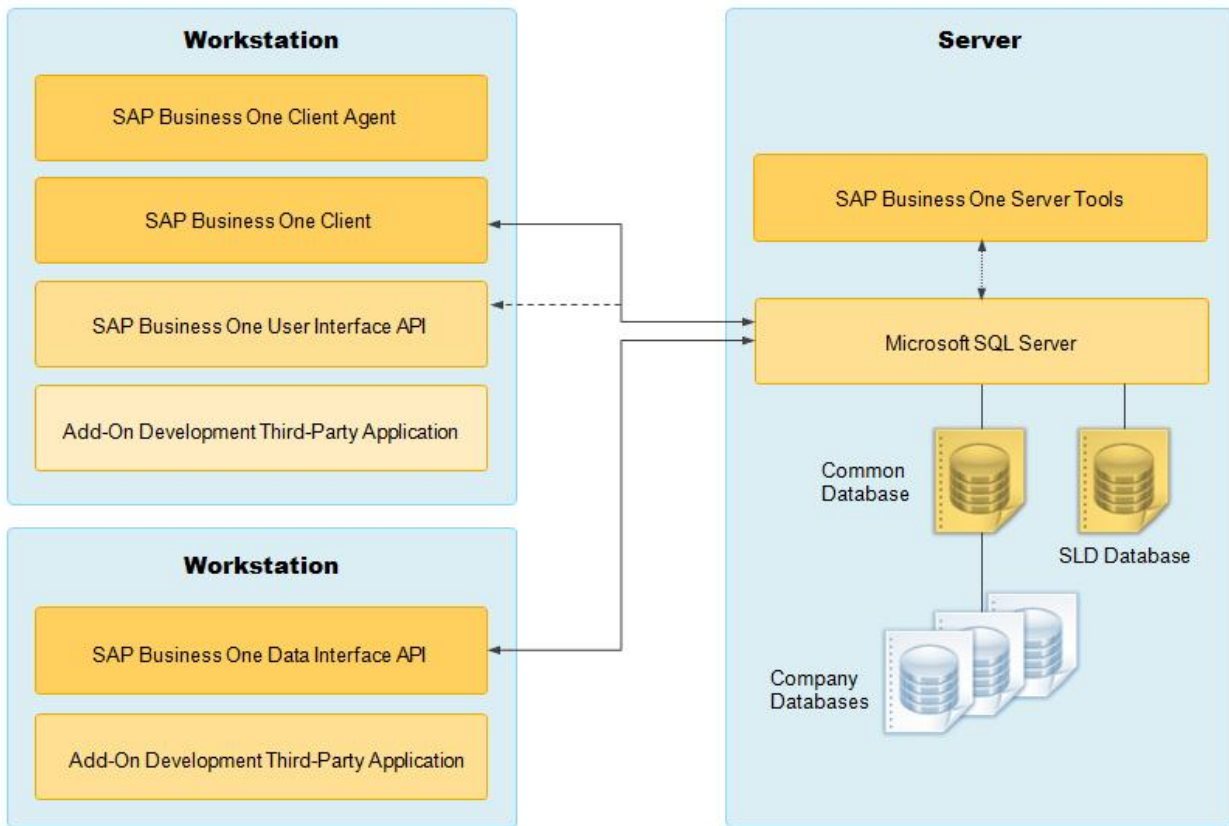 Workstation
SAP Business One Client Agent
SAP Business One Client
SAP Business One User Interface API
Add-On Development Third-Party Application
Workstation
SAP Business One Data Interface API
Add-On Development Third-Party Application
Server
SAP Business One Server Tools
Microsoft SQL Server
Common
Database
SLD Database
Company
Databases